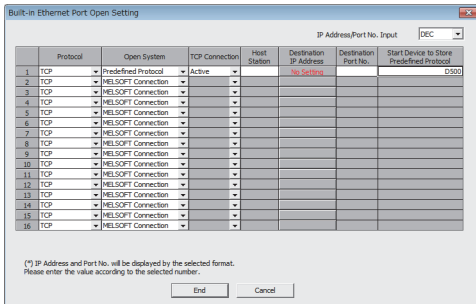 Built-in Ethernet Port Open Setting
IP Address/Port No. Input DEC
Protocol Open System TCP Connection Host Station Destination IP Address Destination Port No. Start Device to Store Predefined Protocol
1 TCP Predefined Protocol Active No Setting D500
2 TCP MELSOFT Connection
3 TCP MELSOFT Connection
4 TCP MELSOFT Connection
5 TCP MELSOFT Connection
6 TCP MELSOFT Connection
7 TCP MELSOFT Connection
8 TCP MELSOFT Connection
9 TCP MELSOFT Connection
10 TCP MELSOFT Connection
11 TCP MELSOFT Connection
12 TCP MELSOFT Connection
13 TCP MELSOFT Connection
14 TCP MELSOFT Connection
15 TCP MELSOFT Connection
16 TCP MELSOFT Connection
(*) IP Address and Port No. will be displayed by the selected format.
Please enter the value according to the selected number.
End Cancel